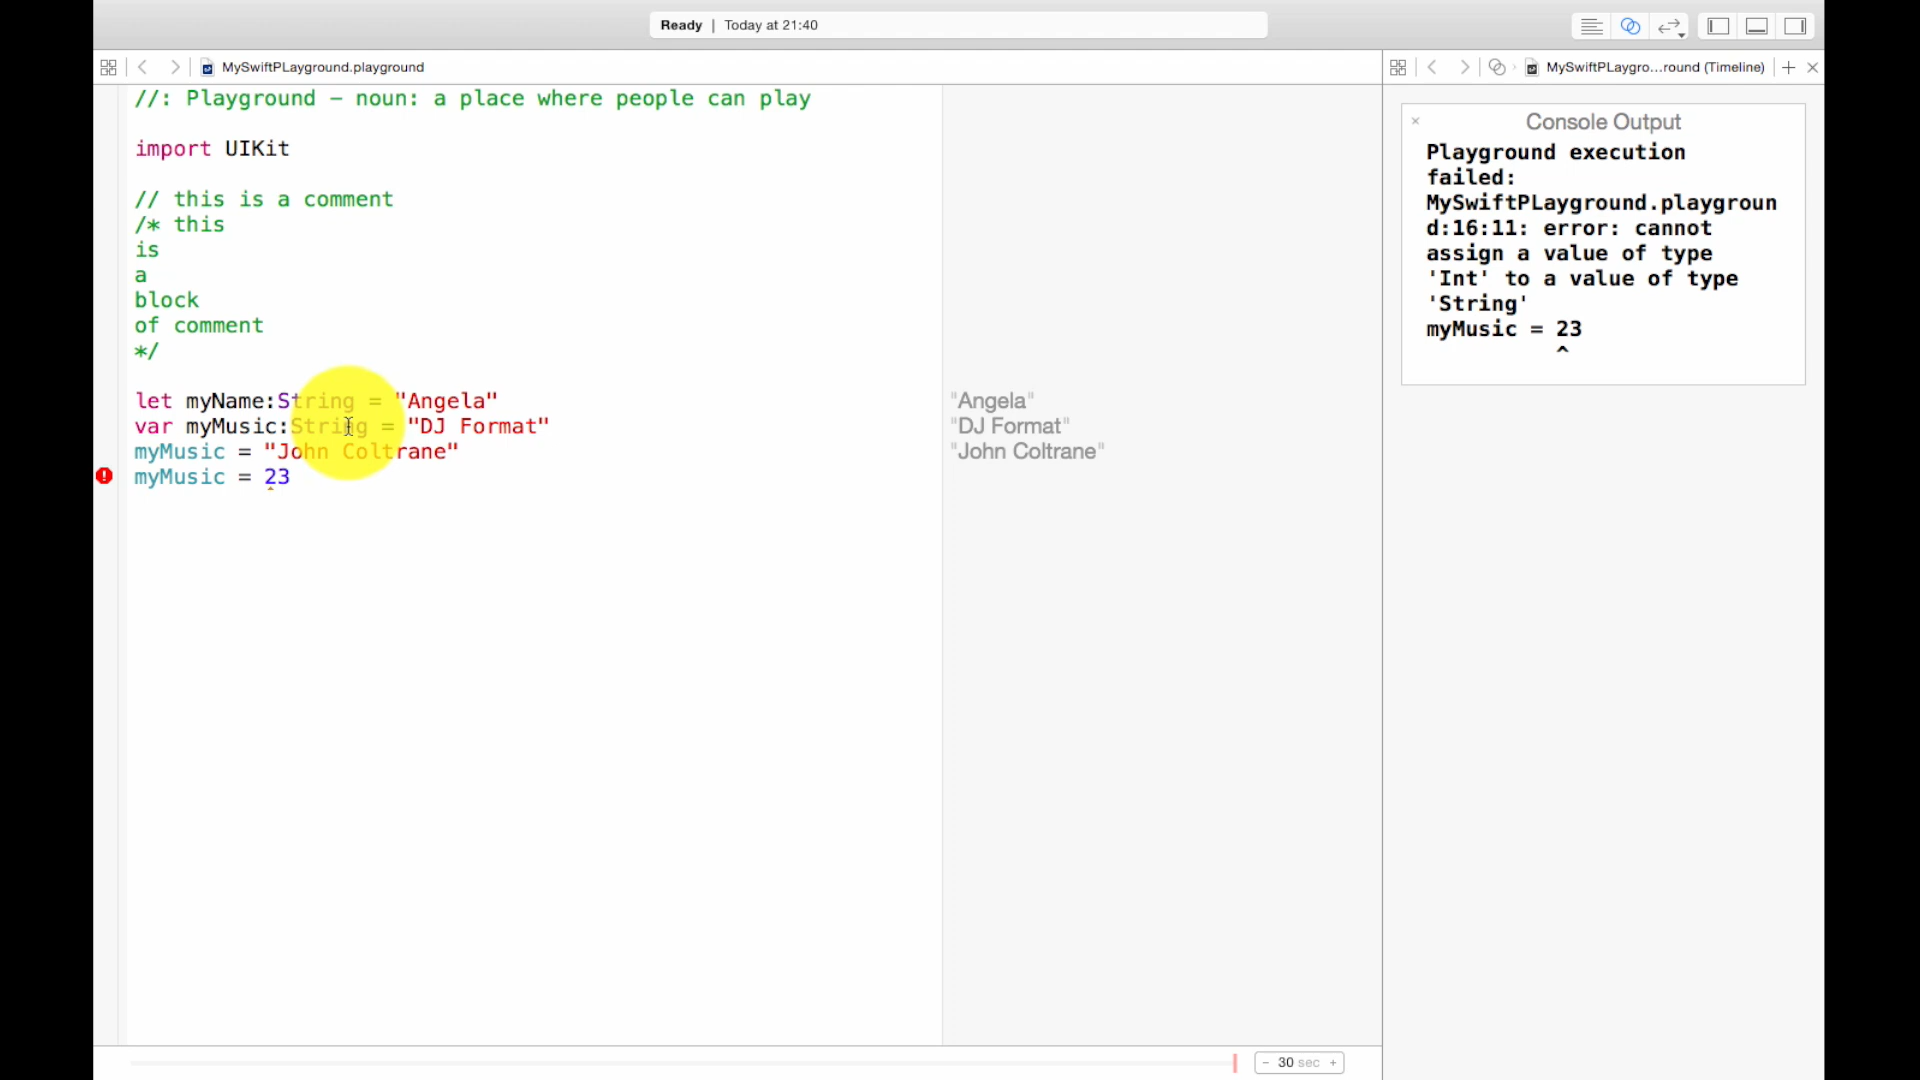 Ready | Today at 21:40
MySwiftPLayground.playground
MySwiftPLaygro...round (Timeline)
//: Playground – noun: a place where people can play
import UIKit
// this is a comment
/* this
is
a
block
of comment
*/
let myName:String = "Angela"
var myMusic:String = "DJ Format"
myMusic = "John Coltrane"
myMusic = 23
"Angela"
"DJ Format"
"John Coltrane"
Console Output
Playground execution
failed:
MySwiftPLayground.playgroun
d:16:11: error: cannot
assign a value of type
'Int' to a value of type
'String'
myMusic = 23
^
- 30 sec +